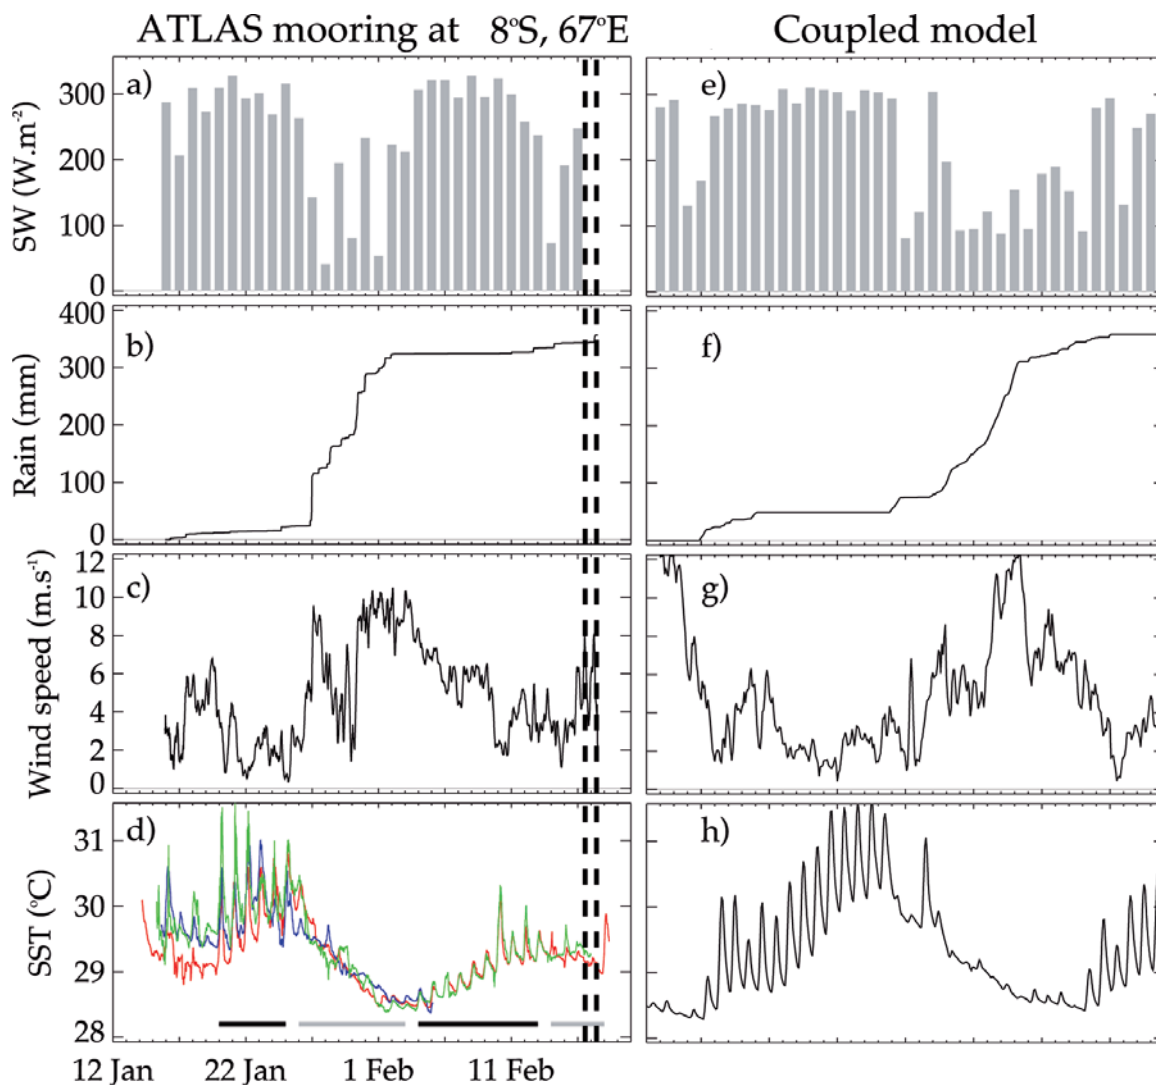 ATLAS mooring at 8°S, 67°E
Coupled model
a)
e)
SW (W.m⁻²)
300
200
100
0
b)
f)
Rain (mm)
400
300
200
100
0
c)
g)
Wind speed (m.s⁻¹)
12
10
8
6
4
2
0
d)
h)
SST (°C)
31
30
29
28
12 Jan 22 Jan 1 Feb 11 Feb